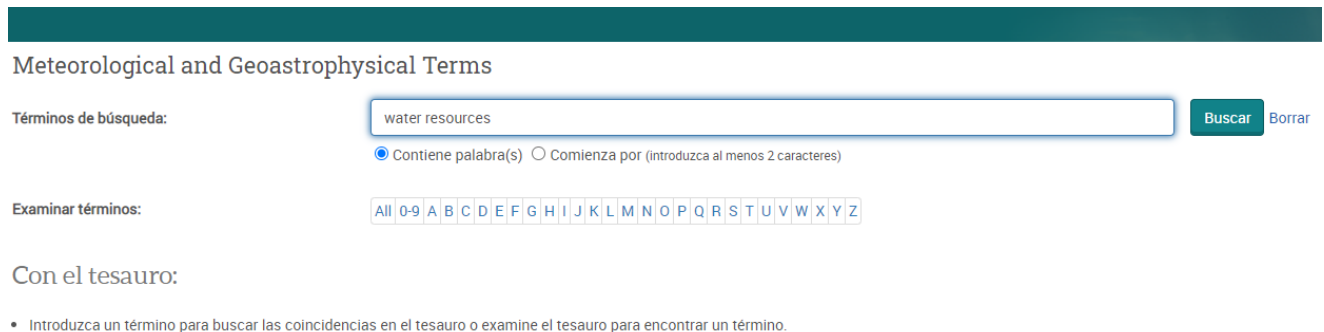 Meteorological and Geoastrophysical Terms
Términos de búsqueda: water resources Buscar Borrar
Contiene palabra(s) Comienza por (introduzca al menos 2 caracteres)
Examinar términos: All 0-9 A B C D E F G H I J K L M N O P Q R S T U V W X Y Z
Con el tesauro:
• Introduzca un término para buscar las coincidencias en el tesauro o examine el tesauro para encontrar un término.